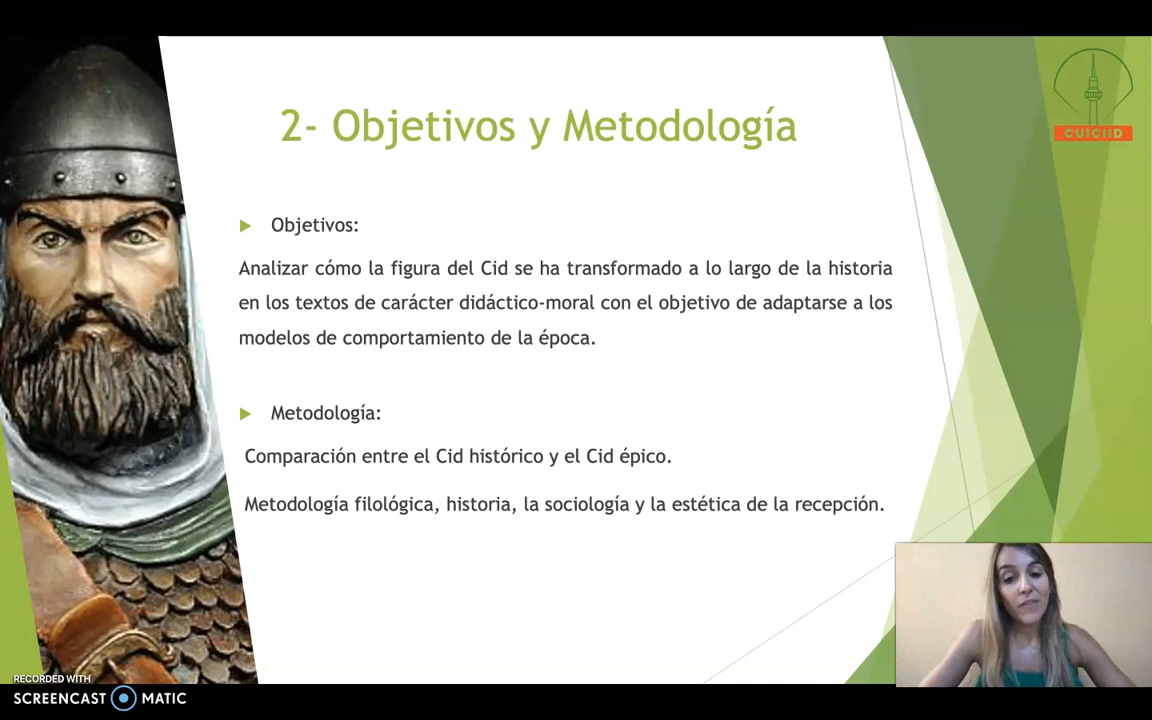 2- Objetivos y Metodología
CUICIID
Objetivos:
Analizar cómo la figura del Cid se ha transformado a lo largo de la historia
en los textos de carácter didáctico-moral con el objetivo de adaptarse a los
modelos de comportamiento de la época.
Metodología:
Comparación entre el Cid histórico y el Cid épico.
Metodología filológica, historia, la sociología y la estética de la recepción.
RECORDED WITH
SCREENCAST MATIC